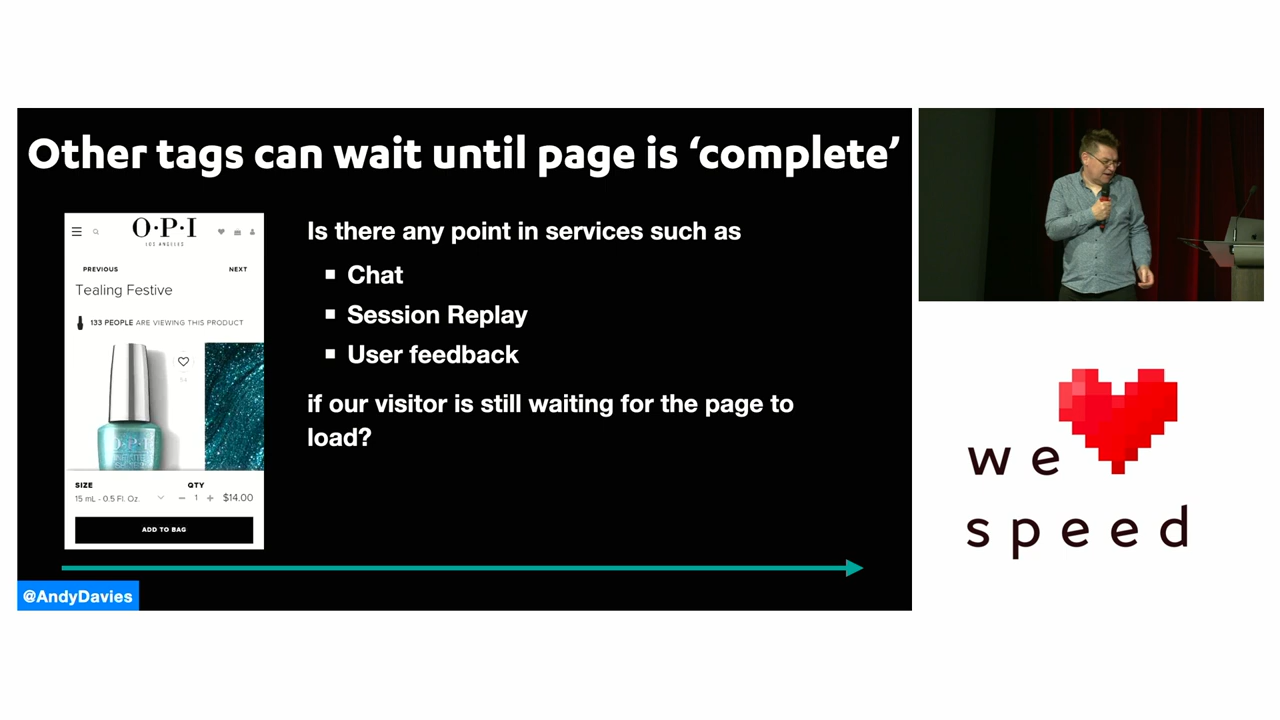 Other tags can wait until page is ‘complete’
O·P·I
LOS ANGELES
PREVIOUS NEXT
Tealing Festive
133 PEOPLE ARE VIEWING THIS PRODUCT
O·P·I
SIZE QTY
15 mL - 0.5 Fl. Oz. − 1 + $14.00
ADD TO BAG
Is there any point in services such as
▪ Chat
▪ Session Replay
▪ User feedback
if our visitor is still waiting for the page to
load?
@AndyDavies
we
speed